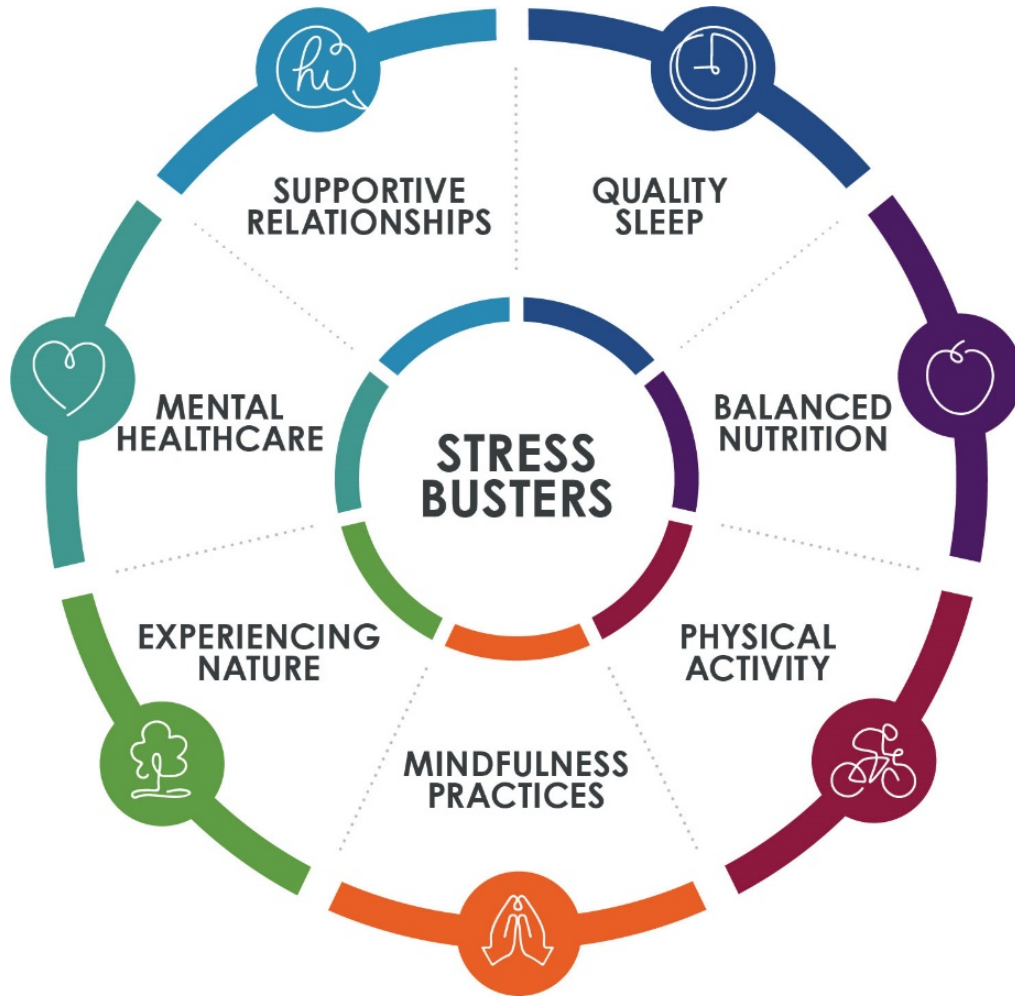 hi
SUPPORTIVE
RELATIONSHIPS
QUALITY
SLEEP
BALANCED
NUTRITION
PHYSICAL
ACTIVITY
MINDFULNESS
PRACTICES
EXPERIENCING
NATURE
MENTAL
HEALTHCARE
STRESS
BUSTERS